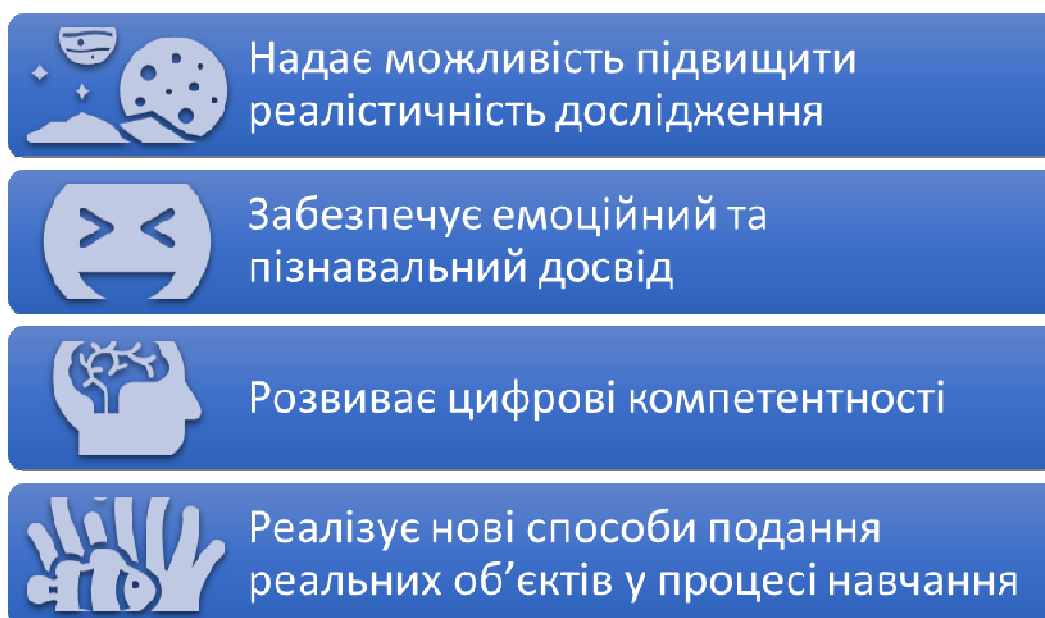 Надає можливість підвищити
реалістичність дослідження
Забезпечує емоційний та
пізнавальний досвід
Розвиває цифрові компетентності
Реалізує нові способи подання
реальних об’єктів у процесі навчання